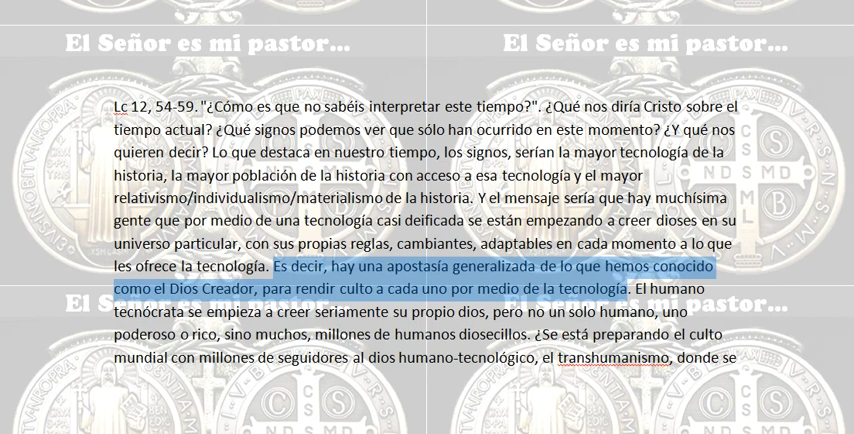 El Señor es mi pastor...
El Señor es mi pastor...
Lc 12, 54-59. "¿Cómo es que no sabéis interpretar este tiempo?". ¿Qué nos diría Cristo sobre el
tiempo actual? ¿Qué signos podemos ver que sólo han ocurrido en este momento? ¿Y qué nos
quieren decir? Lo que destaca en nuestro tiempo, los signos, serían la mayor tecnología de la
historia, la mayor población de la historia con acceso a esa tecnología y el mayor
relativismo/individualismo/materialismo de la historia. Y el mensaje sería que hay muchísima
gente que por medio de una tecnología casi deificada se están empezando a creer dioses en su
universo particular, con sus propias reglas, cambiantes, adaptables en cada momento a lo que
les ofrece la tecnología. Es decir, hay una apostasía generalizada de lo que hemos conocido
como el Dios Creador, para rendir culto a cada uno por medio de la tecnología. El humano
tecnócrata se empieza a creer seriamente su propio dios, pero no un solo humano, uno
poderoso o rico, sino muchos, millones de humanos diosecillos. ¿Se está preparando el culto
mundial con millones de seguidores al dios humano-tecnológico, el transhumanismo, donde se